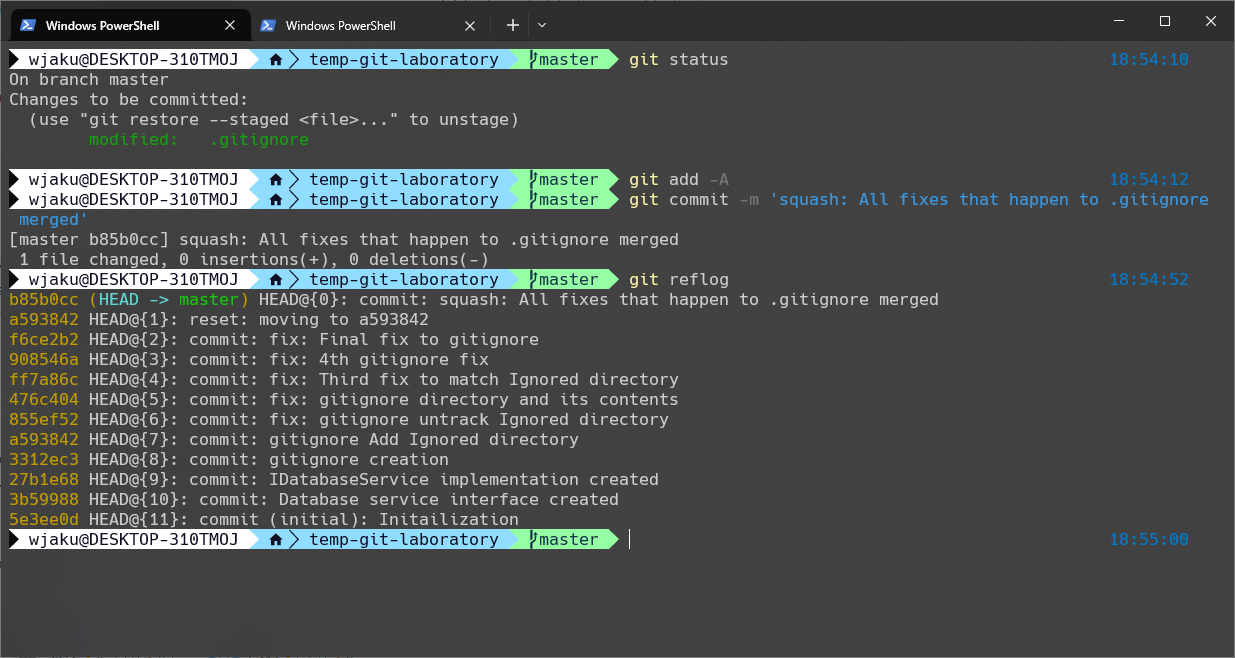 Windows PowerShell
Windows PowerShell
wjaku@DESKTOP-310TMOJ temp-git-laboratory master git status 18:54:10
On branch master
Changes to be committed:
(use "git restore --staged <file>..." to unstage)
modified: .gitignore
wjaku@DESKTOP-310TMOJ temp-git-laboratory master git add -A 18:54:12
wjaku@DESKTOP-310TMOJ temp-git-laboratory master git commit -m 'squash: All fixes that happen to .gitignore
merged'
[master b85b0cc] squash: All fixes that happen to .gitignore merged
1 file changed, 0 insertions(+), 0 deletions(-)
wjaku@DESKTOP-310TMOJ temp-git-laboratory master git reflog 18:54:52
b85b0cc (HEAD -> master) HEAD@{0}: commit: squash: All fixes that happen to .gitignore merged
a593842 HEAD@{1}: reset: moving to a593842
f6ce2b2 HEAD@{2}: commit: fix: Final fix to gitignore
908546a HEAD@{3}: commit: fix: 4th gitignore fix
ff7a86c HEAD@{4}: commit: fix: Third fix to match Ignored directory
476c404 HEAD@{5}: commit: fix: gitignore directory and its contents
855ef52 HEAD@{6}: commit: fix: gitignore untrack Ignored directory
a593842 HEAD@{7}: commit: gitignore Add Ignored directory
3312ec3 HEAD@{8}: commit: gitignore creation
27b1e68 HEAD@{9}: commit: IDatabaseService implementation created
3b59988 HEAD@{10}: commit: Database service interface created
5e3ee0d HEAD@{11}: commit (initial): Initailization
wjaku@DESKTOP-310TMOJ temp-git-laboratory master 18:55:00